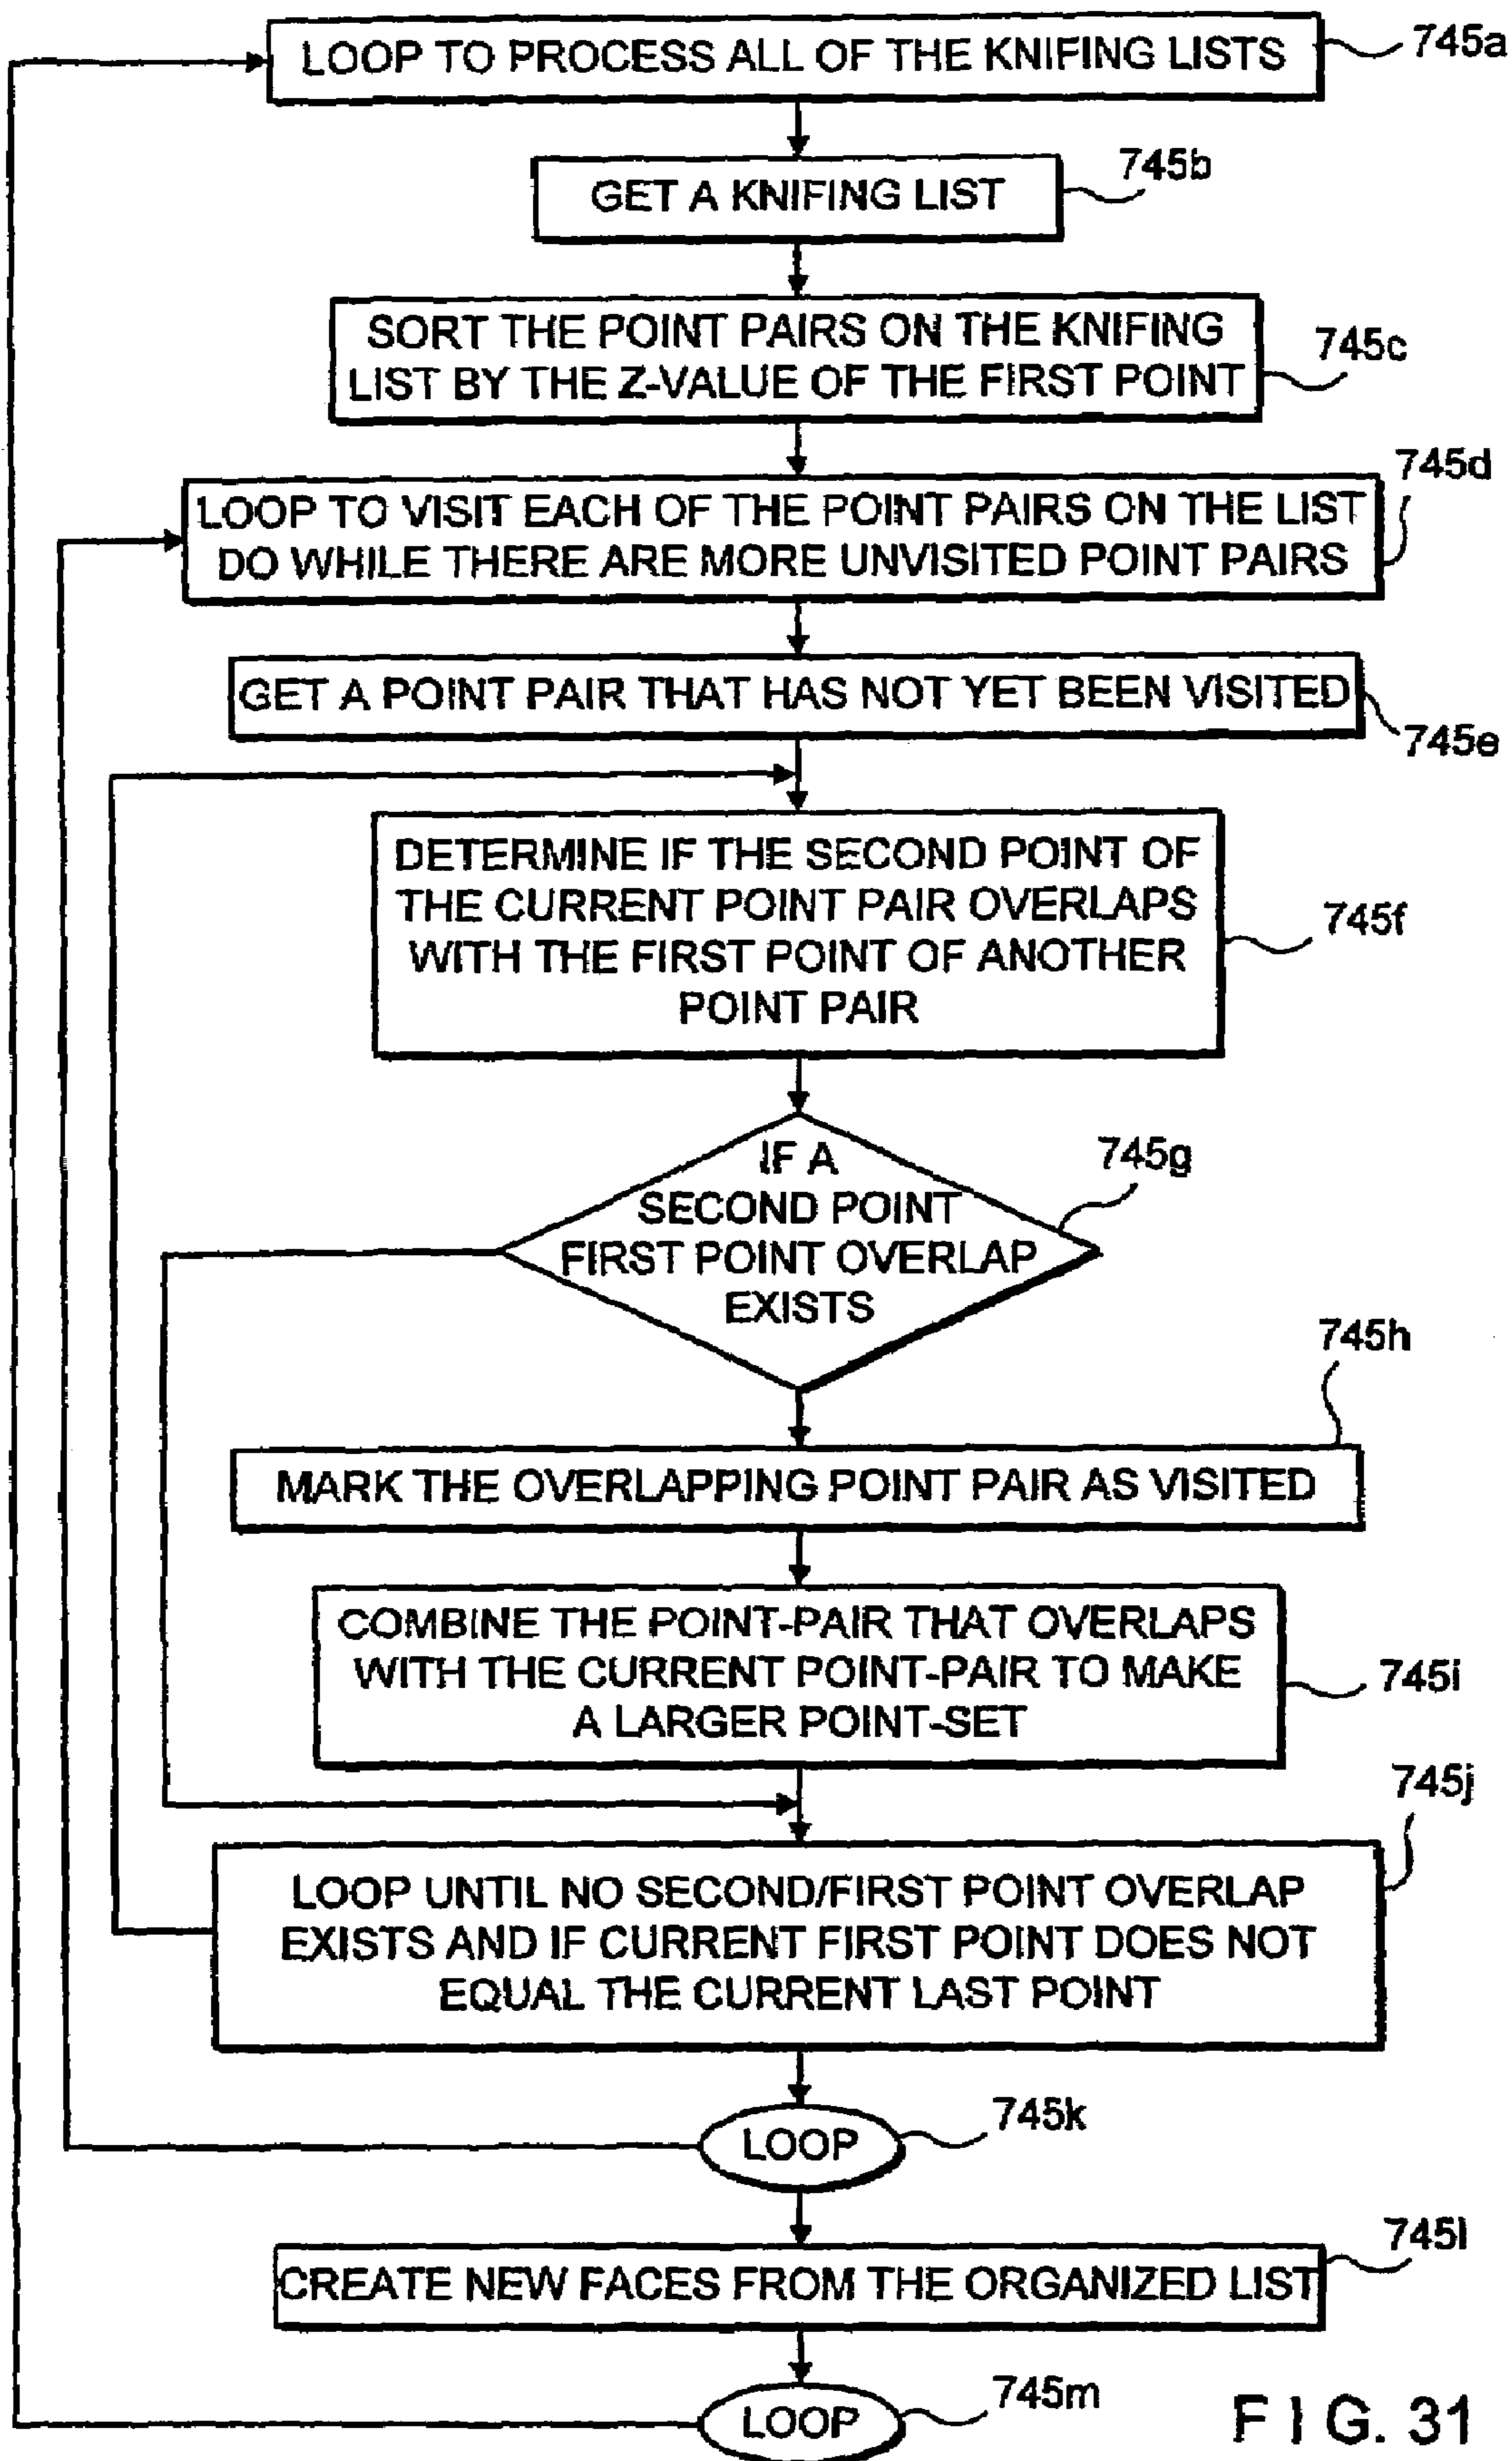 LOOP TO PROCESS ALL OF THE KNIFING LISTS
745a
GET A KNIFING LIST
745b
SORT THE POINT PAIRS ON THE KNIFING
LIST BY THE Z-VALUE OF THE FIRST POINT
745c
LOOP TO VISIT EACH OF THE POINT PAIRS ON THE LIST
DO WHILE THERE ARE MORE UNVISITED POINT PAIRS
745d
GET A POINT PAIR THAT HAS NOT YET BEEN VISITED
745e
DETERMINE IF THE SECOND POINT OF
THE CURRENT POINT PAIR OVERLAPS
WITH THE FIRST POINT OF ANOTHER
POINT PAIR
745f
IF A
SECOND POINT
FIRST POINT OVERLAP
EXISTS
745g
MARK THE OVERLAPPING POINT PAIR AS VISITED
745h
COMBINE THE POINT-PAIR THAT OVERLAPS
WITH THE CURRENT POINT-PAIR TO MAKE
A LARGER POINT-SET
745i
LOOP UNTIL NO SECOND/FIRST POINT OVERLAP
EXISTS AND IF CURRENT FIRST POINT DOES NOT
EQUAL THE CURRENT LAST POINT
745j
LOOP
745k
CREATE NEW FACES FROM THE ORGANIZED LIST
745l
LOOP
745m
FIG. 31